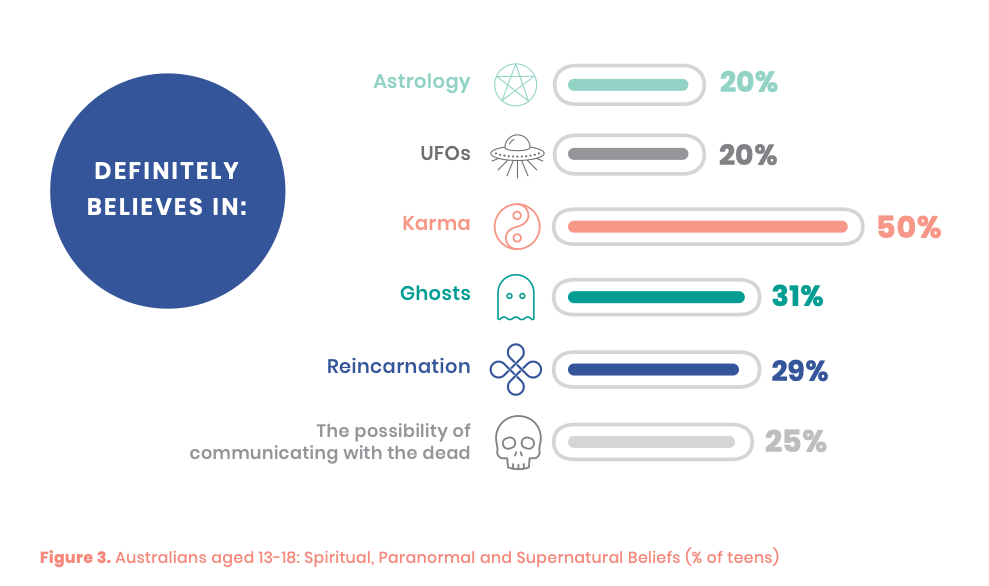 DEFINITELY
BELIEVES IN:
Astrology 20%
UFOs 20%
Karma 50%
Ghosts 31%
Reincarnation 29%
The possibility of
communicating with the dead 25%
Figure 3. Australians aged 13-18: Spiritual, Paranormal and Supernatural Beliefs (% of teens)